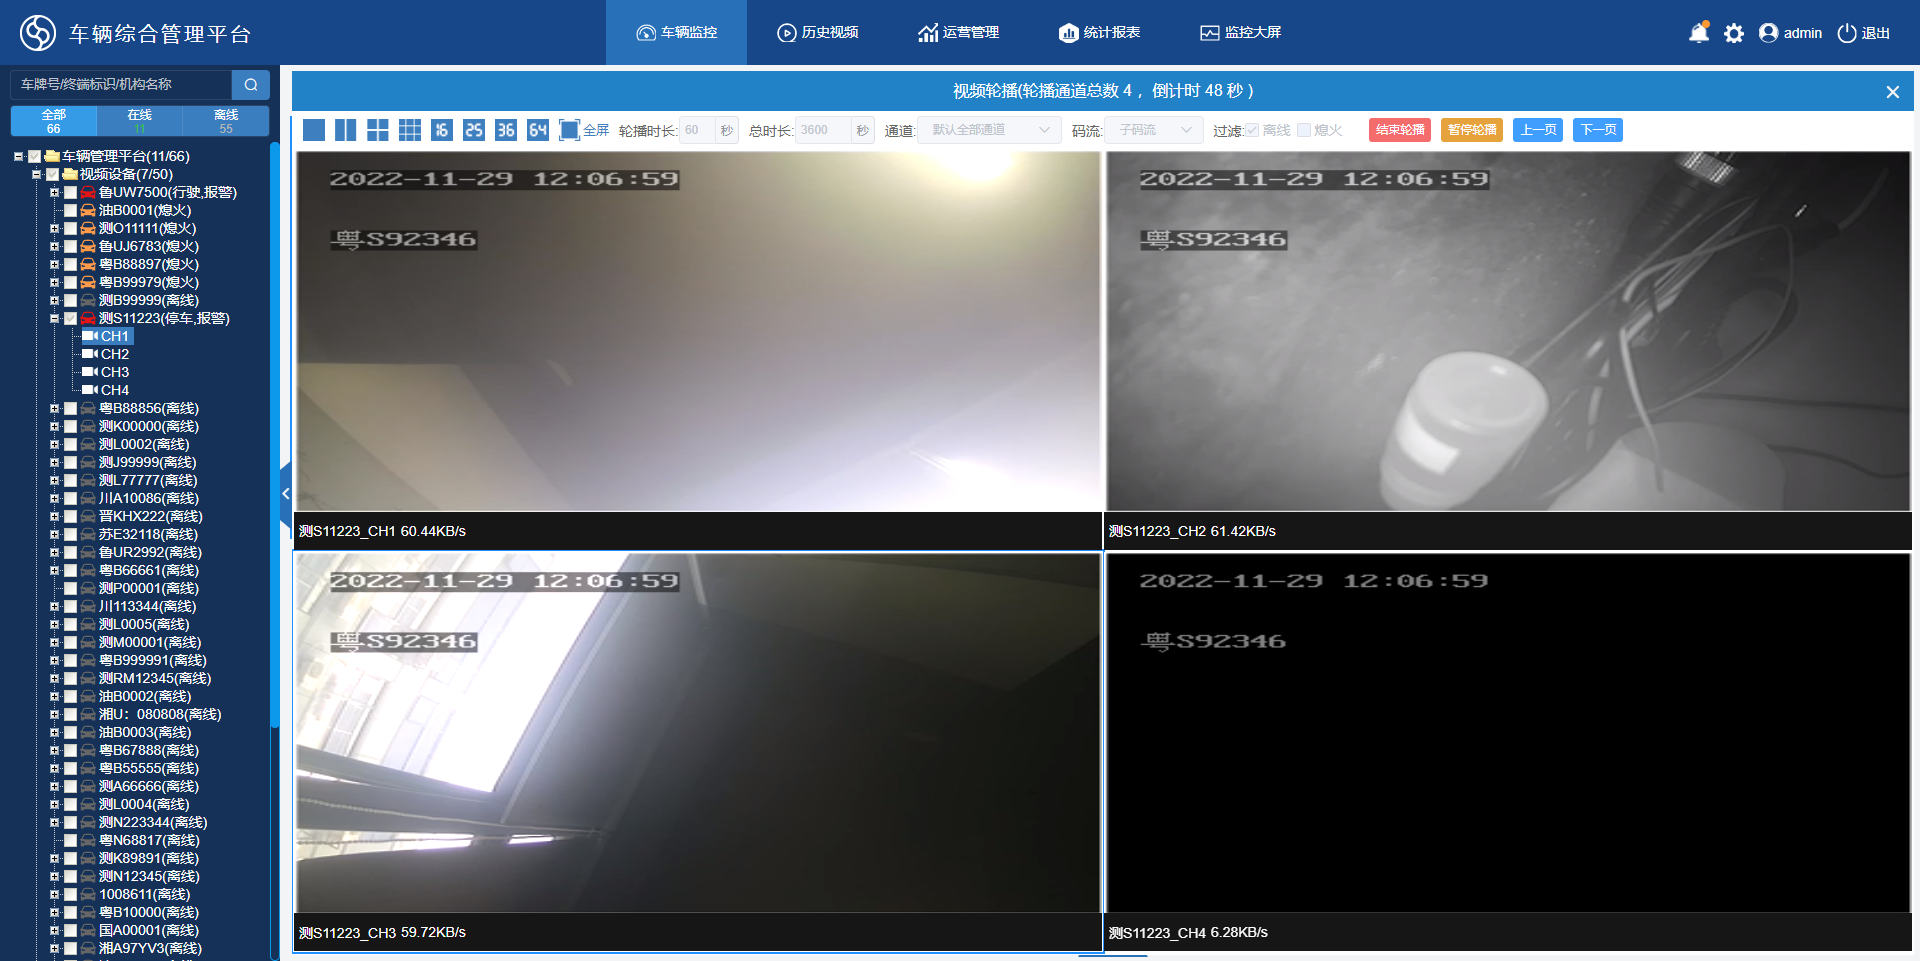 车辆综合管理平台
车辆监控
历史视频
运营管理
统计报表
监控大屏
admin
退出
车牌号/终端标识/机构名称
全部
66
在线
11
离线
55
视频轮播(轮播通道总数 4 ，倒计时 48 秒 )
16 25 36 64 全屏 轮播时长: 60 秒 总时长: 3600 秒 通道: 默认全部通道 码流: 子码流 过滤: 离线 熄火 结束轮播 暂停轮播 上一页 下一页
车辆管理平台(11/66)
视频设备(7/50)
鲁UW7500(行驶,报警)
油B0001(熄火)
测O11111(熄火)
鲁UJ6783(熄火)
粤B88897(熄火)
粤B99979(熄火)
测B99999(离线)
测S11223(停车,报警)
CH1
CH2
CH3
CH4
粤B88856(离线)
测K00000(离线)
测L0002(离线)
测J99999(离线)
测L77777(离线)
川A10086(离线)
晋KHX222(离线)
苏E32118(离线)
鲁UR2992(离线)
粤B66661(离线)
测P00001(离线)
川113344(离线)
测L0005(离线)
测M00001(离线)
粤B999991(离线)
测RM12345(离线)
油B0002(离线)
湘U：080808(离线)
油B0003(离线)
粤B67888(离线)
粤B55555(离线)
测A66666(离线)
测L0004(离线)
测N223344(离线)
粤N68817(离线)
测K89891(离线)
测N12345(离线)
1008611(离线)
粤B10000(离线)
国A00001(离线)
湘A97YV3(离线)
2022-11-29 12:06:59
粤S92346
测S11223_CH1 60.44KB/s
2022-11-29 12:06:59
粤S92346
测S11223_CH2 61.42KB/s
2022-11-29 12:06:59
粤S92346
测S11223_CH3 59.72KB/s
2022-11-29 12:06:59
粤S92346
测S11223_CH4 6.28KB/s